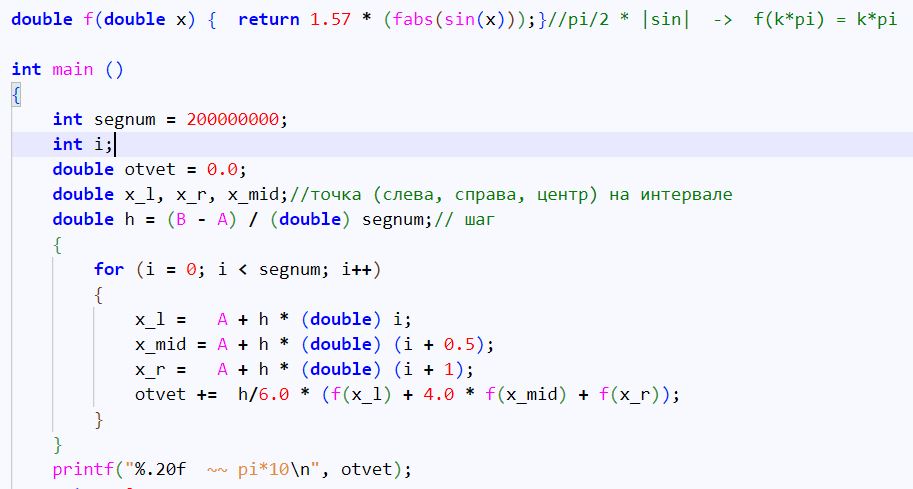 double f(double x) {  return 1.57 * (fabs(sin(x)));}//pi/2 * |sin|  ->  f(k*pi) = k*pi
int main ()
{
    int segnum = 200000000;
    int i;
    double otvet = 0.0;
    double x_l, x_r, x_mid;//точка (слева, справа, центр) на интервале
    double h = (B - A) / (double) segnum;// шаг
    {
        for (i = 0; i < segnum; i++)
        {
            x_l =   A + h * (double) i;
            x_mid = A + h * (double) (i + 0.5);
            x_r =   A + h * (double) (i + 1);
            otvet +=  h/6.0 * (f(x_l) + 4.0 * f(x_mid) + f(x_r));
        }
    }
    printf("%.20f  ~~ pi*10\n", otvet);